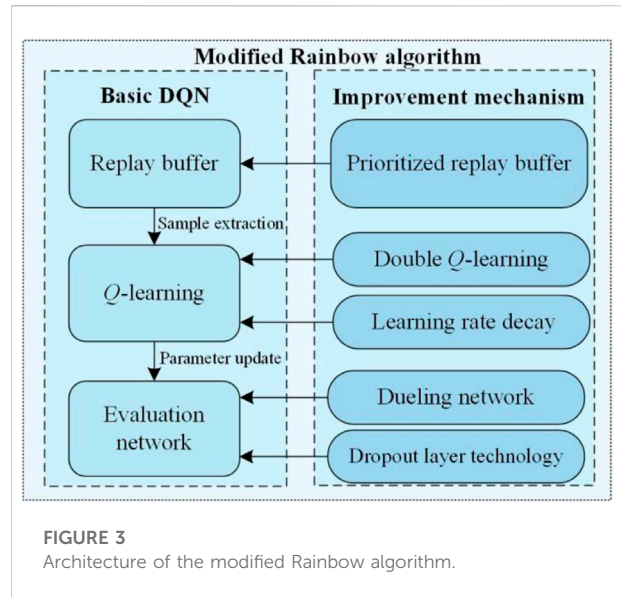 Modified Rainbow algorithm
Basic DQN
Replay buffer
Sample extraction
Q-learning
Parameter update
Evaluation
network
Improvement mechanism
Prioritized replay buffer
Double Q-learning
Learning rate decay
Dueling network
Dropout layer technology
FIGURE 3
Architecture of the modified Rainbow algorithm.